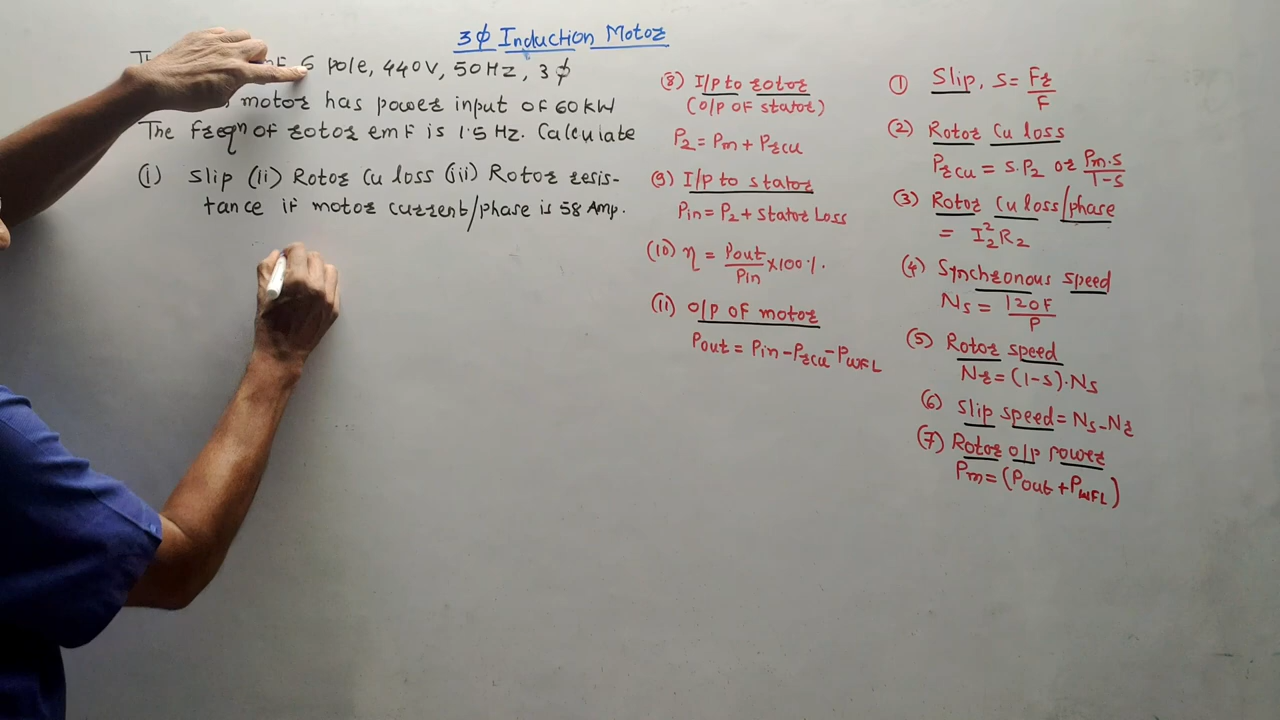 3ϕ Induction Motor
6 Pole, 440V, 50Hz, 3ϕ
motor has power input of 60kW
The freqn of rotor emf is 1.5 Hz. Calculate
(i) Slip (ii) Rotor Cu loss (iii) Rotor resis-
tance if motor current/phase is 58 Amp.
(8) I/p to rotor
(o/p of stator)
P2 = Pm + Prcu
(9) I/p to stator
Pin = P2 + stator Loss
(10) η = Pout/Pin × 100%.
(11) o/p of motor
Pout = Pin - Prcu - PWFL
(1) Slip, s = Fr/F
(2) Rotor Cu loss
Prcu = s.P2 or Pm.s/1-s
(3) Rotor Cu loss/phase
= I2²R2
(4) Synchronous speed
Ns = 120F/P
(5) Rotor speed
Nr = (1-s).Ns
(6) Slip speed = Ns - Nr
(7) Rotor o/p power
Pm = (Pout + PWFL)